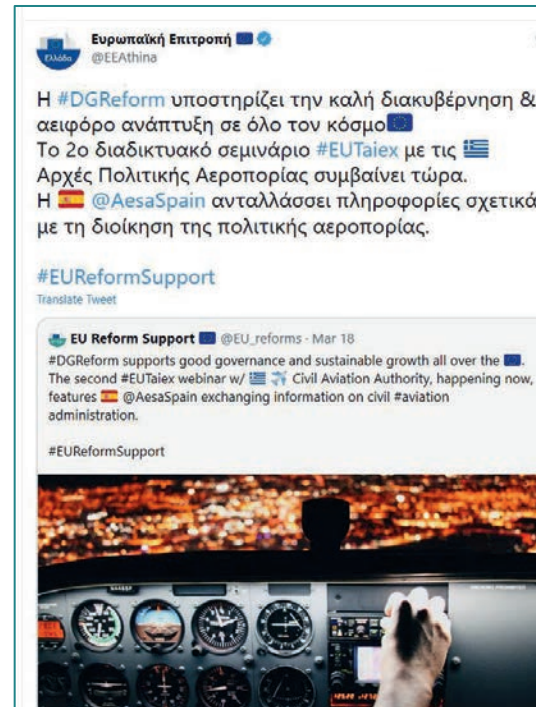 Ευρωπαϊκή Επιτροπή 🇪🇺
Ελλάδα
@EEAthina
Η #DGReform υποστηρίζει την καλή διακυβέρνηση &
αειφόρο ανάπτυξη σε όλο τον κόσμο🇪🇺
Το 2ο διαδικτυακό σεμινάριο #EUTaiex με τις 🇬🇷
Αρχές Πολιτικής Αεροπορίας συμβαίνει τώρα.
Η 🇪🇸 @AesaSpain ανταλλάσσει πληροφορίες σχετικά
με τη διοίκηση της πολιτικής αεροπορίας.
#EUReformSupport
Translate Tweet
EU Reform Support 🇪🇺 @EU_reforms · Mar 18
#DGReform supports good governance and sustainable growth all over the 🇪🇺.
The second #EUTaiex webinar w/ 🇬🇷 ✈️ Civil Aviation Authority, happening now,
features 🇪🇸 @AesaSpain exchanging information on civil #aviation
administration.
#EUReformSupport